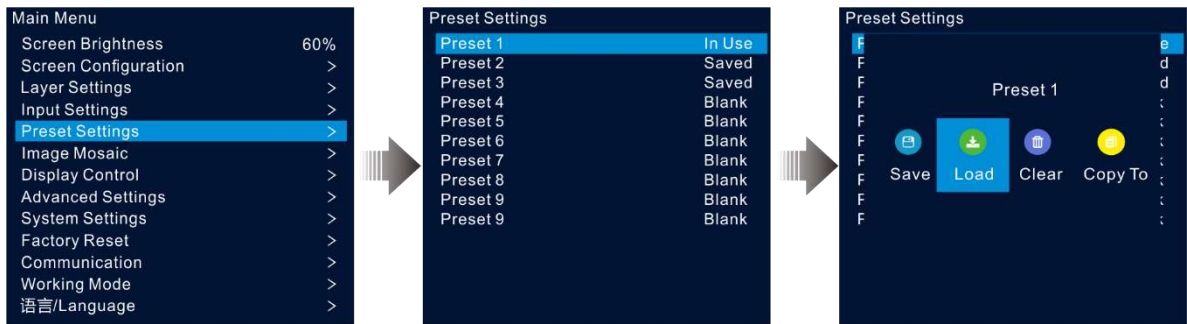 Main Menu
Screen Brightness 60%
Screen Configuration >
Layer Settings >
Input Settings >
Preset Settings >
Image Mosaic >
Display Control >
Advanced Settings >
System Settings >
Factory Reset >
Communication >
Working Mode >
语言/Language >
Preset Settings
Preset 1 In Use
Preset 2 Saved
Preset 3 Saved
Preset 4 Blank
Preset 5 Blank
Preset 6 Blank
Preset 7 Blank
Preset 8 Blank
Preset 9 Blank
Preset 9 Blank
Preset Settings
Preset 1
Save Load Clear Copy To